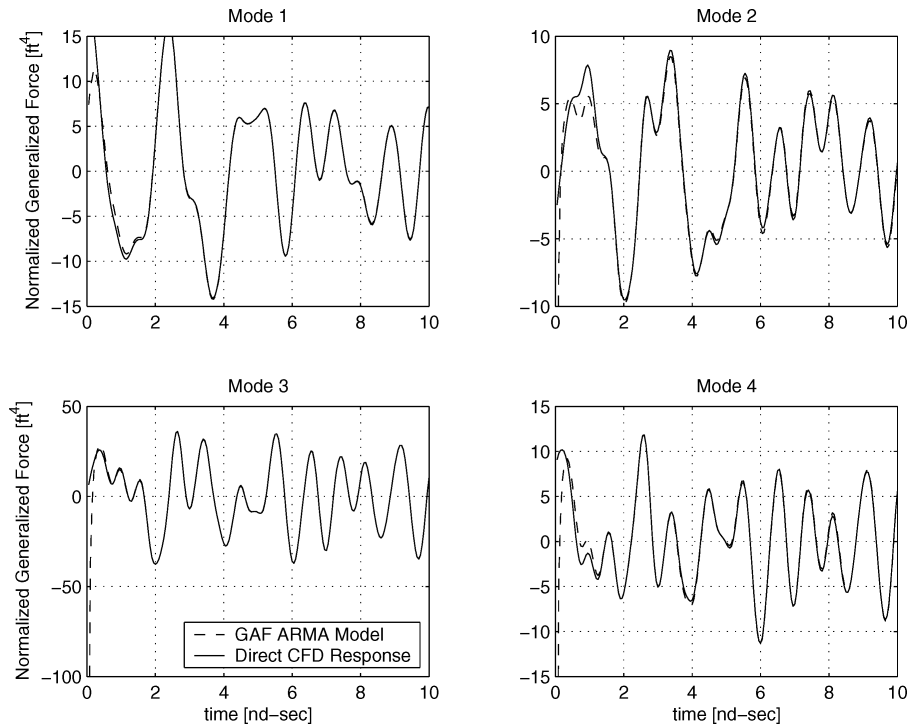 Mode 1
Normalized Generalized Force [ft⁴]
15
10
5
0
−5
−10
−15
0 2 4 6 8 10
Mode 2
10
5
0
−5
−10
0 2 4 6 8 10
Mode 3
Normalized Generalized Force [ft⁴]
50
0
−50
−100
GAF ARMA Model
Direct CFD Response
0 2 4 6 8 10
time [nd−sec]
Mode 4
15
10
5
0
−5
−10
−15
0 2 4 6 8 10
time [nd−sec]